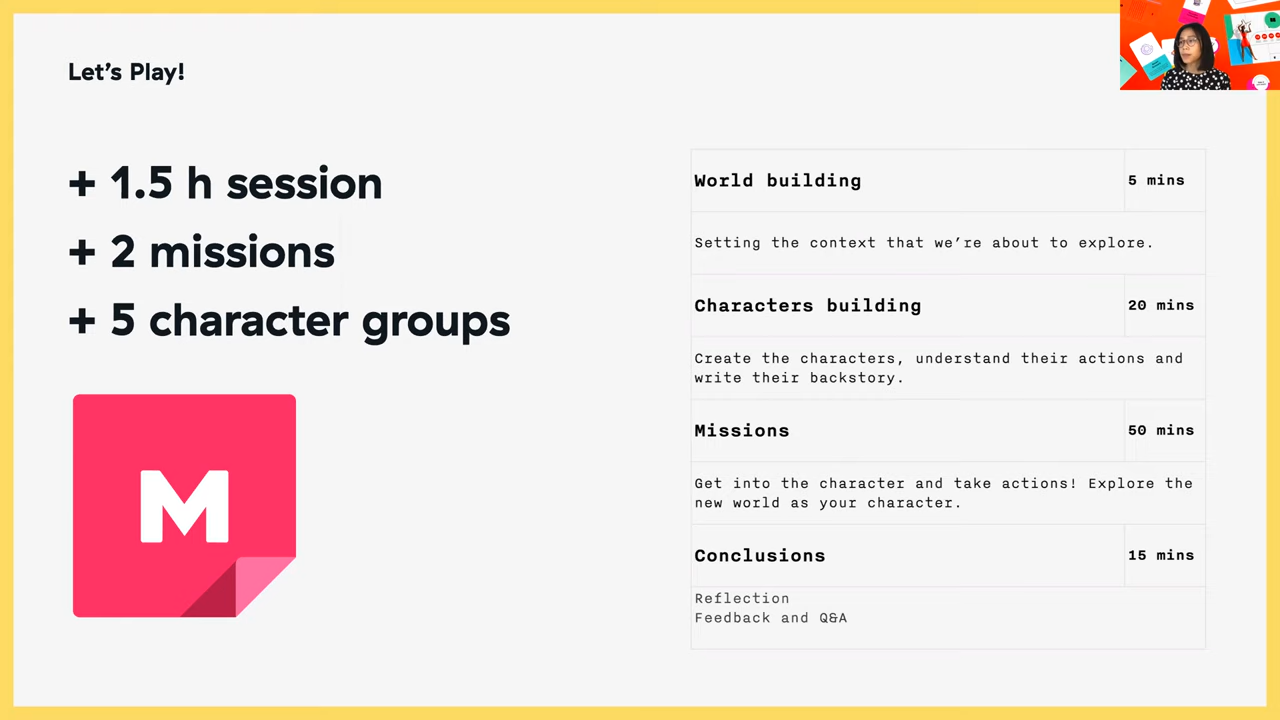 Let's Play!
+ 1.5 h session
+ 2 missions
+ 5 character groups
M
World building
5 mins
Setting the context that we're about to explore.
Characters building
20 mins
Create the characters, understand their actions and
write their backstory.
Missions
50 mins
Get into the character and take actions! Explore the
new world as your character.
Conclusions
15 mins
Reflection
Feedback and Q&A